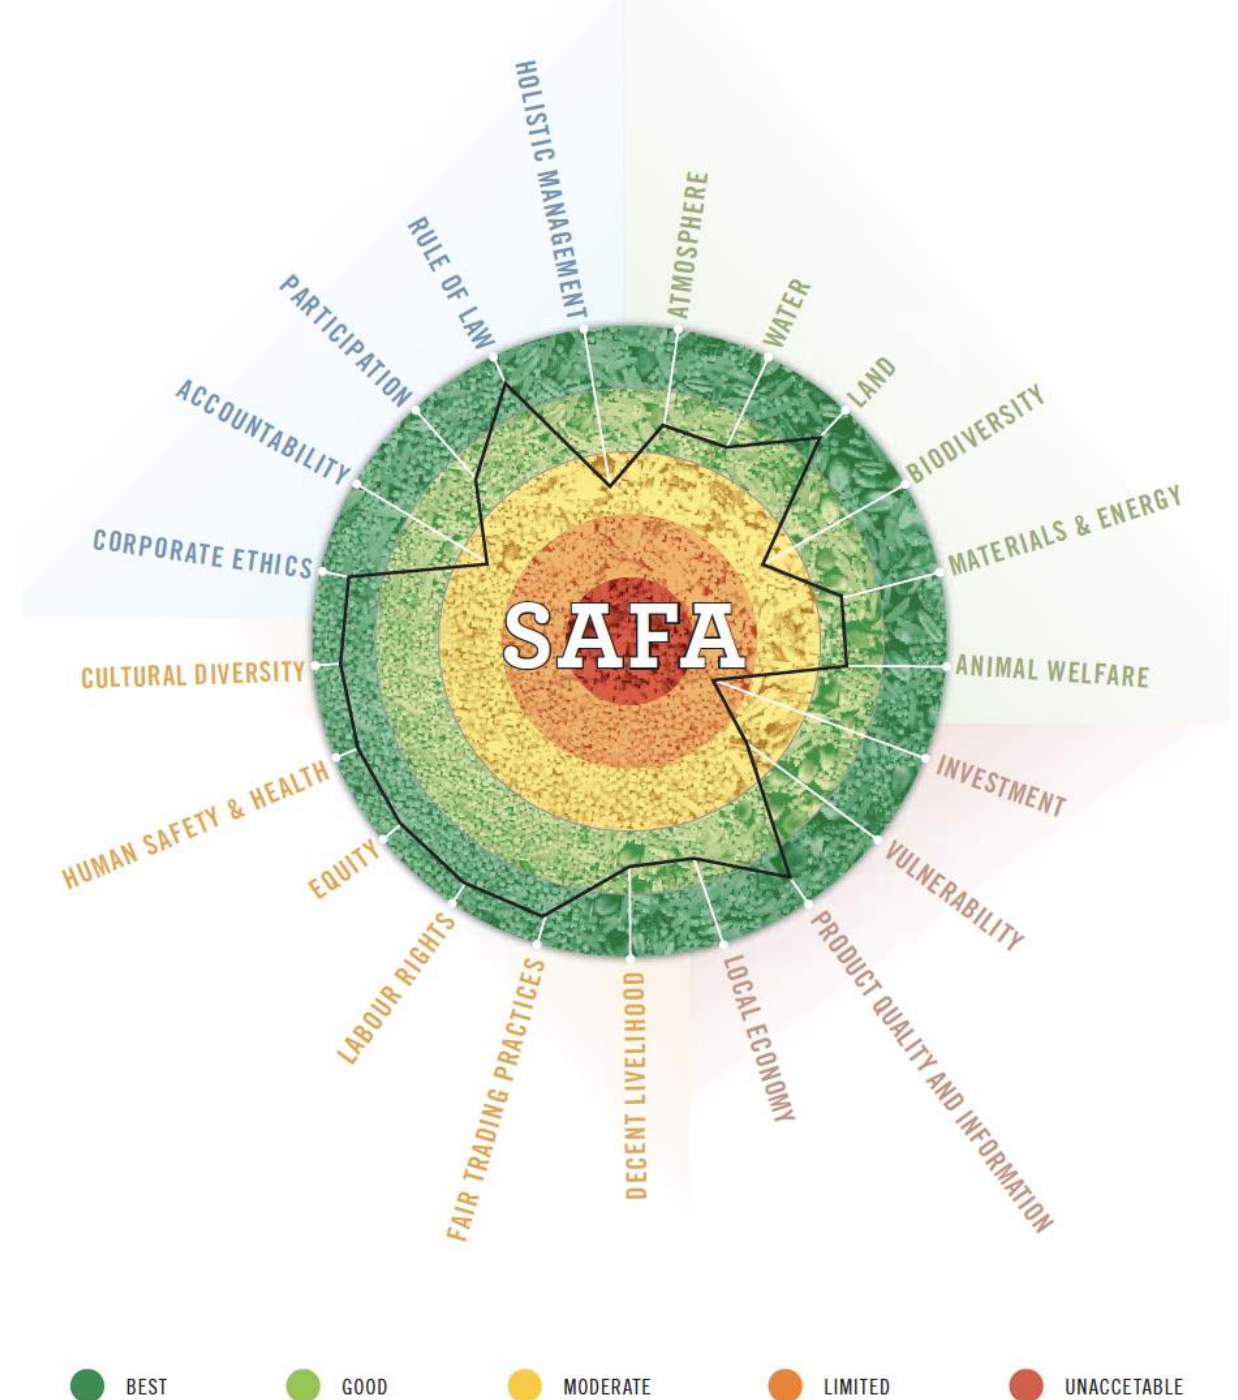 HOLISTIC MANAGEMENT
ATMOSPHERE
WATER
LAND
BIODIVERSITY
MATERIALS & ENERGY
ANIMAL WELFARE
INVESTMENT
VULNERABILITY
PRODUCT QUALITY AND INFORMATION
LOCAL ECONOMY
DECENT LIVELIHOOD
FAIR TRADING PRACTICES
LABOUR RIGHTS
EQUITY
HUMAN SAFETY & HEALTH
CULTURAL DIVERSITY
CORPORATE ETHICS
ACCOUNTABILITY
PARTICIPATION
RULE OF LAW
SAFA
BEST
GOOD
MODERATE
LIMITED
UNACCETABLE